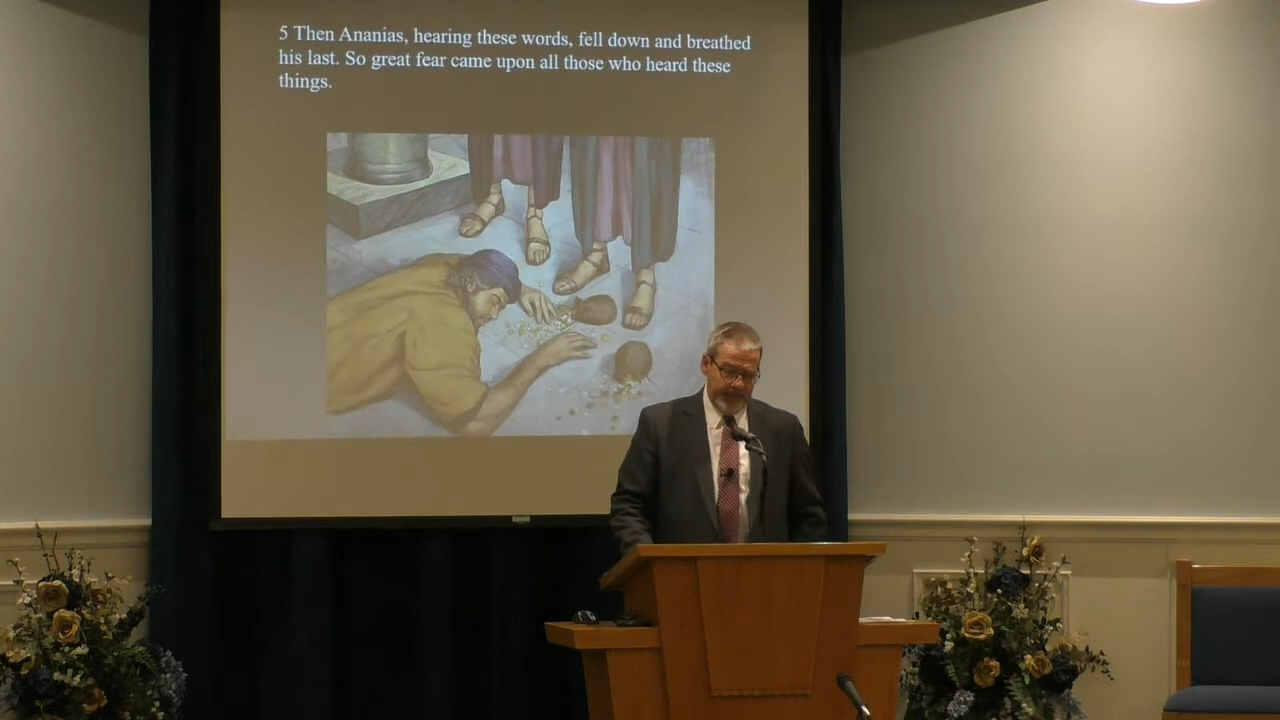 5 Then Ananias, hearing these words, fell down and breathed
his last. So great fear came upon all those who heard these
things.